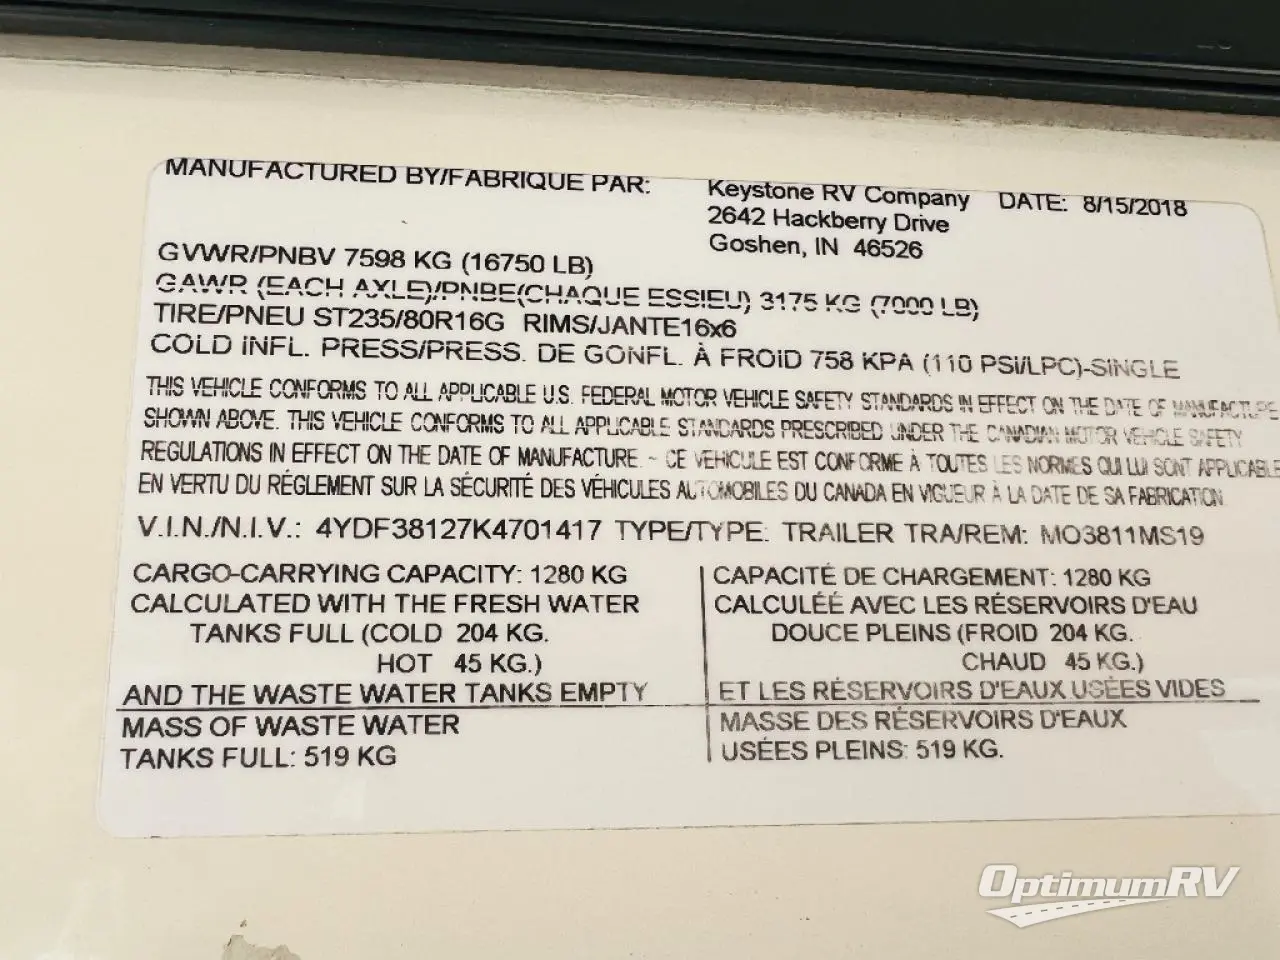 MANUFACTURED BY/FABRIQUE PAR: Keystone RV Company DATE: 8/15/2018
2642 Hackberry Drive
Goshen, IN 46526
GVWR/PNBV 7598 KG (16750 LB)
GAWR (EACH AXLE)/PNBE(CHAQUE ESSIEU) 3175 KG (7000 LB)
TIRE/PNEU ST235/80R16G RIMS/JANTE16x6
COLD INFL. PRESS/PRESS. DE GONFL. À FROID 758 KPA (110 PSI/LPC)-SINGLE
THIS VEHICLE CONFORMS TO ALL APPLICABLE U.S. FEDERAL MOTOR VEHICLE SAFETY STANDARDS IN EFFECT ON THE DATE OF MANUFACTURE
SHOWN ABOVE. THIS VEHICLE CONFORMS TO ALL APPLICABLE STANDARDS PRESCRIBED UNDER THE CANADIAN MOTOR VEHICLE SAFETY
REGULATIONS IN EFFECT ON THE DATE OF MANUFACTURE. ~ CE VEHICULE EST CONFORME À TOUTES LES NORMES QUI LUI SONT APPLICABLE
EN VERTU DU RÉGLEMENT SUR LA SÉCURITÉ DES VÉHICULES AUTOMOBILES DU CANADA EN VIGUEUR À LA DATE DE SA FABRICATION
V.I.N./N.I.V.: 4YDF38127K4701417 TYPE/TYPE: TRAILER TRA/REM: MO3811MS19
CARGO-CARRYING CAPACITY: 1280 KG
CALCULATED WITH THE FRESH WATER
TANKS FULL (COLD 204 KG.
HOT 45 KG.)
AND THE WASTE WATER TANKS EMPTY
MASS OF WASTE WATER
TANKS FULL: 519 KG
CAPACITÉ DE CHARGEMENT: 1280 KG
CALCULÉÉ AVEC LES RÉSERVOIRS D'EAU
DOUCE PLEINS (FROID 204 KG.
CHAUD 45 KG.)
ET LES RÉSERVOIRS D'EAUX USÉES VIDES
MASSE DES RÉSERVOIRS D'EAUX
USÉES PLEINS: 519 KG.
OptimumRV